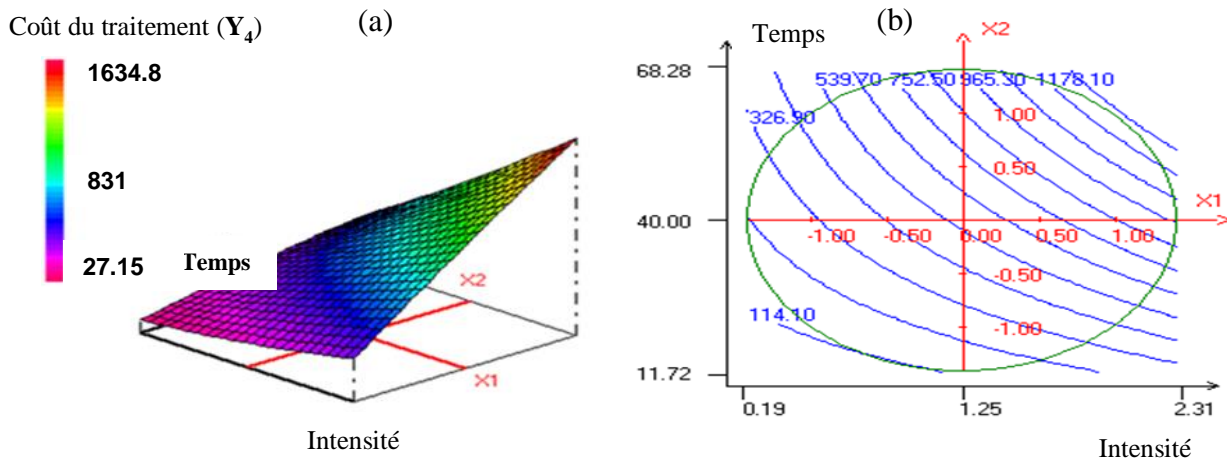 Coût du traitement (Y4)
(a)
1634.8
831
27.15
Temps
X2
X1
Intensité
(b)
Temps
X2
68.28
539.70 752.50 965.30 1178.10
326.90
1.00
0.50
X1
40.00
-1.00 -0.50 0.00 0.50 1.00
-0.50
114.10
-1.00
11.72
0.19 1.25 2.31
Intensité